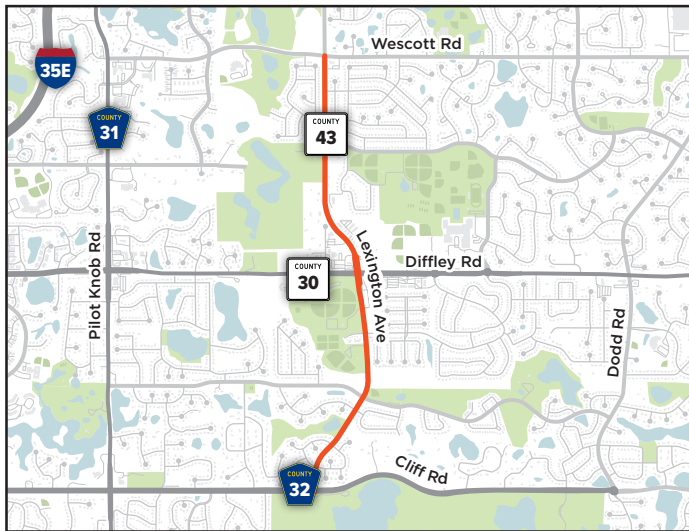 Wescott Rd
35E
COUNTY
31
COUNTY
43
Lexington Ave
Diffley Rd
COUNTY
30
Pilot Knob Rd
Dodd Rd
Cliff Rd
COUNTY
32